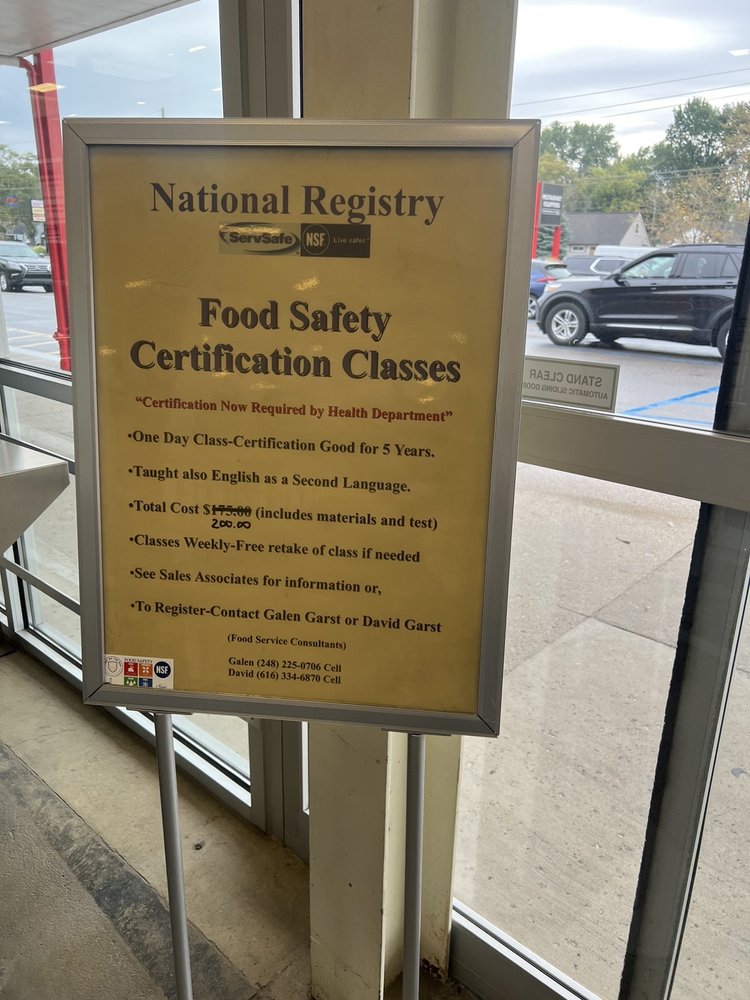 National Registry
ServSafe NSF Live safer.™
Food Safety
Certification Classes
"Certification Now Required by Health Department"
•One Day Class-Certification Good for 5 Years.
•Taught also English as a Second Language.
•Total Cost $175.00 (includes materials and test)
200.00
•Classes Weekly-Free retake of class if needed
•See Sales Associates for information or,
•To Register-Contact Galen Garst or David Garst
(Food Service Consultants)
Galen (248) 225-0706 Cell
David (616) 334-6870 Cell
FOOD SAFETY
NSF
STAND CLEAR
AUTOMATIC SLIDING DOOR